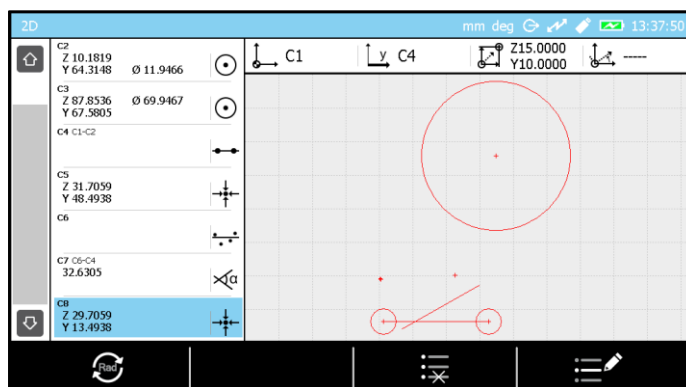 2D
mm deg 13:37:50
C2
Z 10.1819
Y 64.3148 Ø 11.9466
C3
Z 87.8536 Ø 69.9467
Y 67.5805
C4 C1-C2
C5
Z 31.7059
Y 48.4938
C6
C7 C6-C4
32.6305
α
C8
Z 29.7059
Y 13.4938
C1
y C4
Z15.0000
Y10.0000
-----
Rad